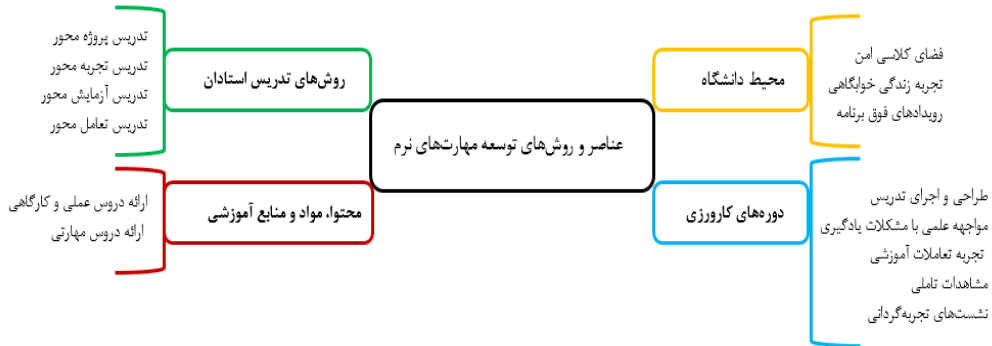 عناصر و روش‌های توسعه مهارت‌های نرم
محیط دانشگاه
فضای کلاسی امن
تجربه زندگی خوابگاهی
رویدادهای فوق برنامه
دوره‌های کارورزی
طراحی و اجرای تدریس
مواجهه علمی با مشکلات یادگیری
تجربه تعاملات آموزشی
مشاهدات تاملی
نشست‌های تجربه‌گردانی
روش‌های تدریس استادان
تدریس پروژه محور
تدریس تجربه محور
تدریس آزمایش محور
تدریس تعامل محور
محتوا، مواد و منابع آموزشی
ارائه دروس عملی و کارگاهی
ارائه دروس مهارتی